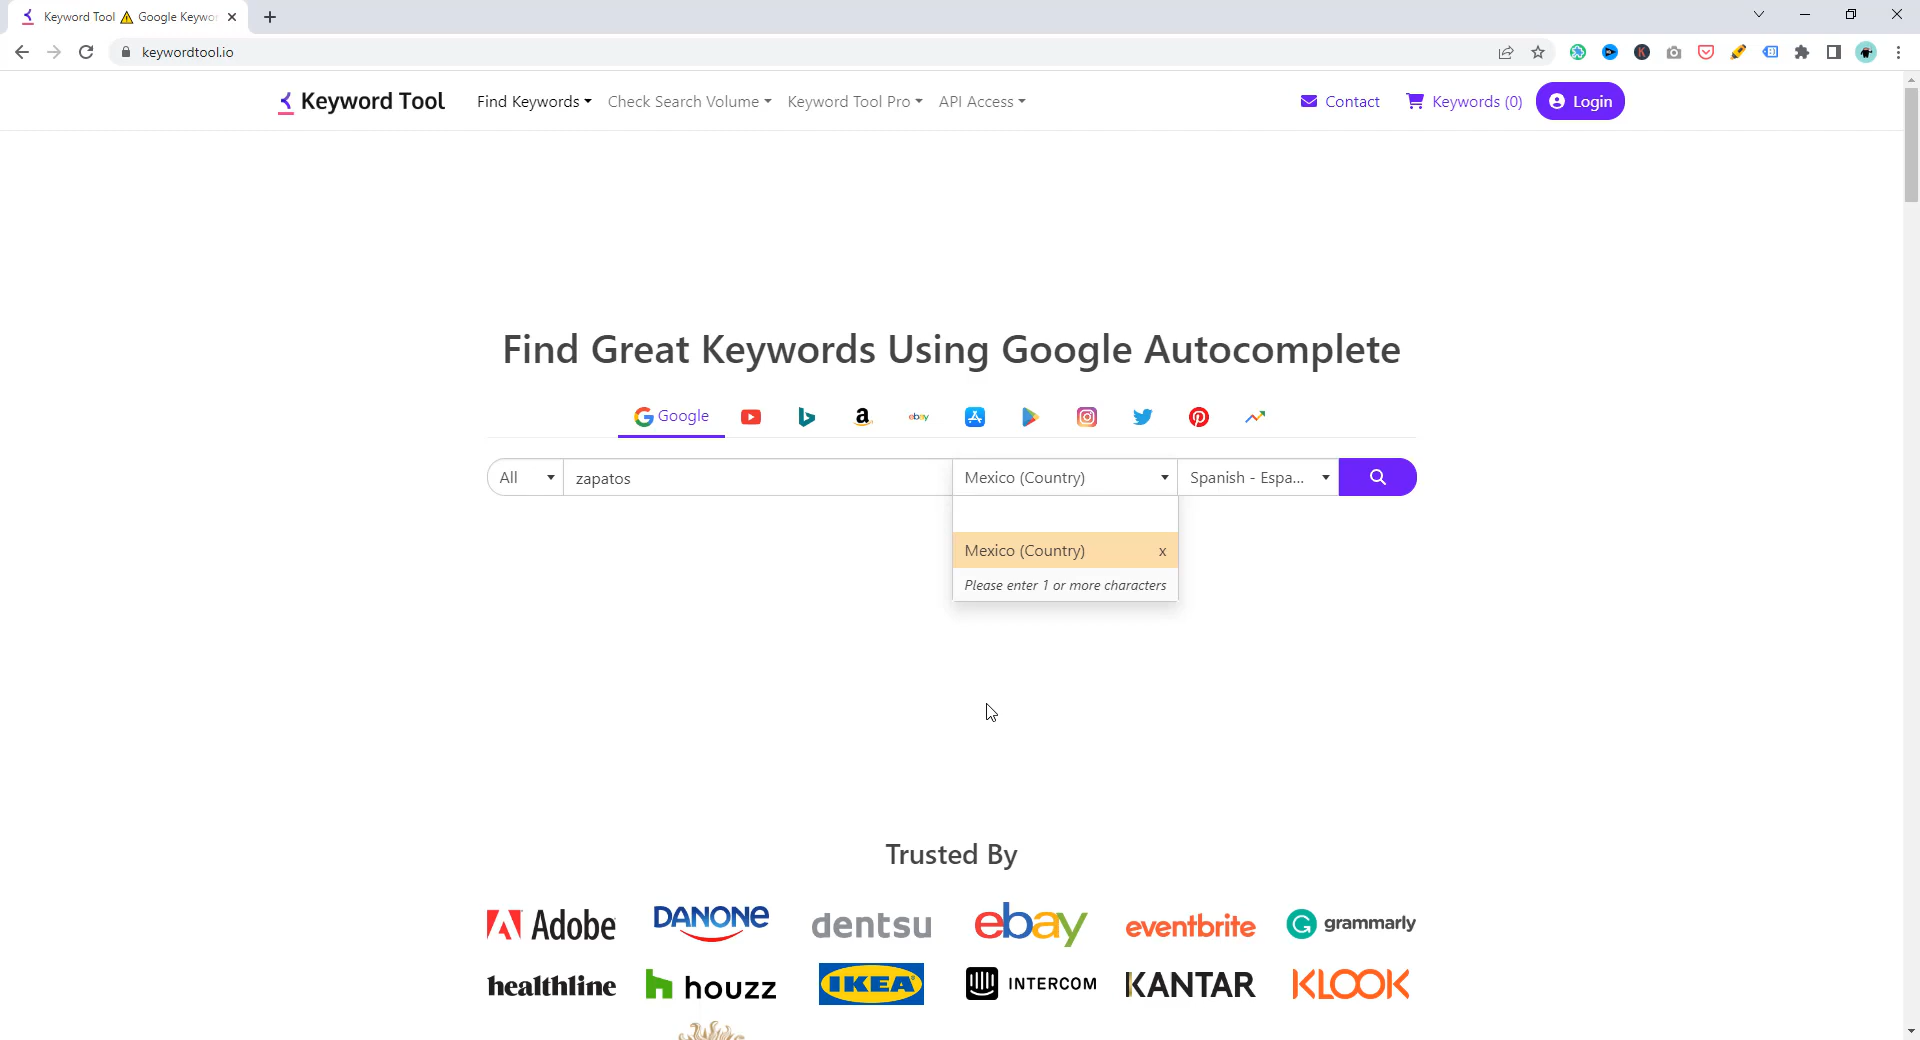 Keyword Tool ⚠ Google Keywo
keywordtool.io
Keyword Tool
Find Keywords
Check Search Volume
Keyword Tool Pro
API Access
Contact
Keywords (0)
Login
Find Great Keywords Using Google Autocomplete
Google
All
zapatos
Mexico (Country)
Spanish - Espa...
Mexico (Country) x
Please enter 1 or more characters
Trusted By
Adobe
DANONE
dentsu
ebay
eventbrite
grammarly
healthline
houzz
IKEA
INTERCOM
KANTAR
KLOOK